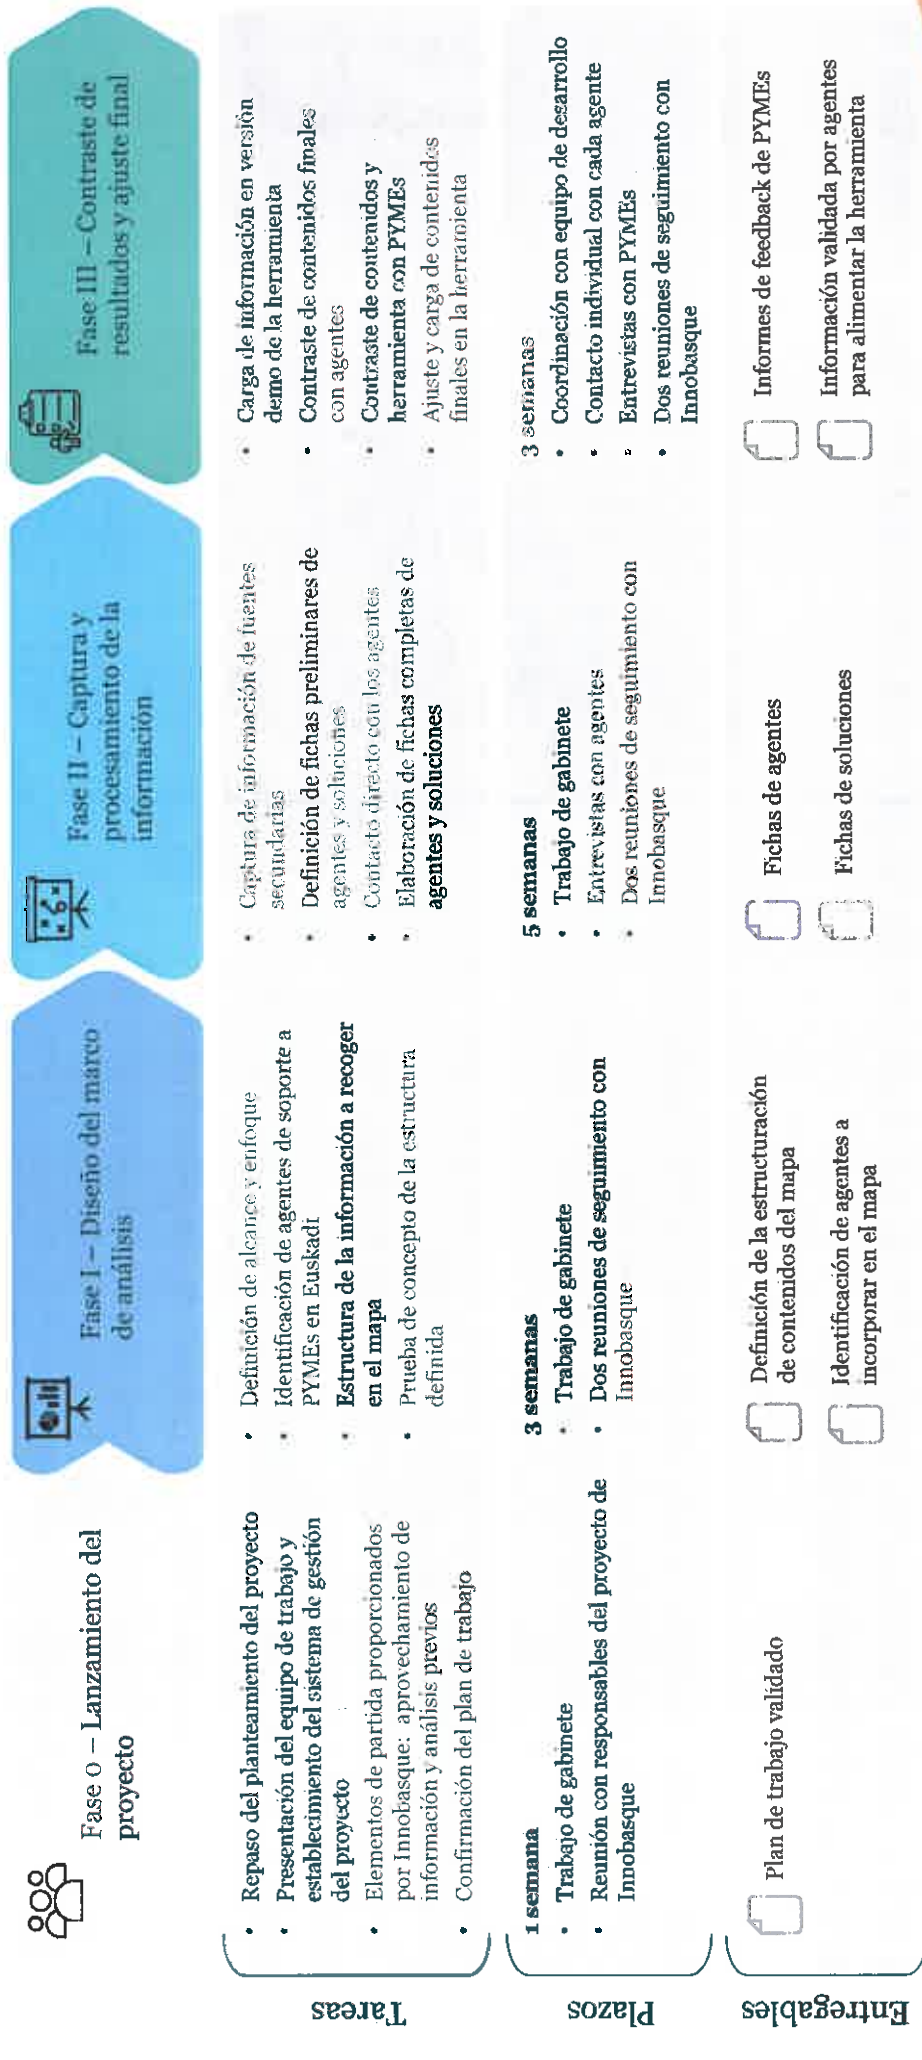 Fase 0 – Lanzamiento del
proyecto
Fase I – Diseño del marco
de análisis
Fase II – Captura y
procesamiento de la
información
Fase III – Contraste de
resultados y ajuste final
Tareas
• Repaso del planteamiento del proyecto
• Presentación del equipo de trabajo y
establecimiento del sistema de gestión
del proyecto
• Elementos de partida proporcionados
por Innobasque: aprovechamiento de
información y análisis previos
• Confirmación del plan de trabajo
• Definición de alcance y enfoque
• Identificación de agentes de soporte a
PYMEs en Euskadi
• Estructura de la información a recoger
en el mapa
• Prueba de concepto de la estructura
definida
• Captura de información de fuentes
secundarias
• Definición de fichas preliminares de
agentes y soluciones
• Contacto directo con los agentes
• Elaboración de fichas completas de
agentes y soluciones
• Carga de información en versión
demo de la herramienta
• Contraste de contenidos finales
con agentes
• Contraste de contenidos y
herramienta con PYMEs
• Ajuste y carga de contenidos
finales en la herramienta
Plazos
1 semana
• Trabajo de gabinete
• Reunión con responsables del proyecto de
Innobasque
3 semanas
• Trabajo de gabinete
• Dos reuniones de seguimiento con
Innobasque
5 semanas
• Trabajo de gabinete
• Entrevistas con agentes
• Dos reuniones de seguimiento con
Innobasque
3 semanas
• Coordinación con equipo de desarrollo
• Contacto individual con cada agente
• Entrevistas con PYMEs
• Dos reuniones de seguimiento con
Innobasque
Entregables
Plan de trabajo validado
Definición de la estructuración
de contenidos del mapa
Identificación de agentes a
incorporar en el mapa
Fichas de agentes
Fichas de soluciones
Informes de feedback de PYMEs
Información validada por agentes
para alimentar la herramienta